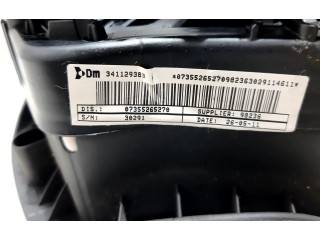 Dm 341129383 *07355265270982363029114611*
DIS.: 07355265270 SUPPLIER: 98236
S/N: 30291 DATE: 26-05-11